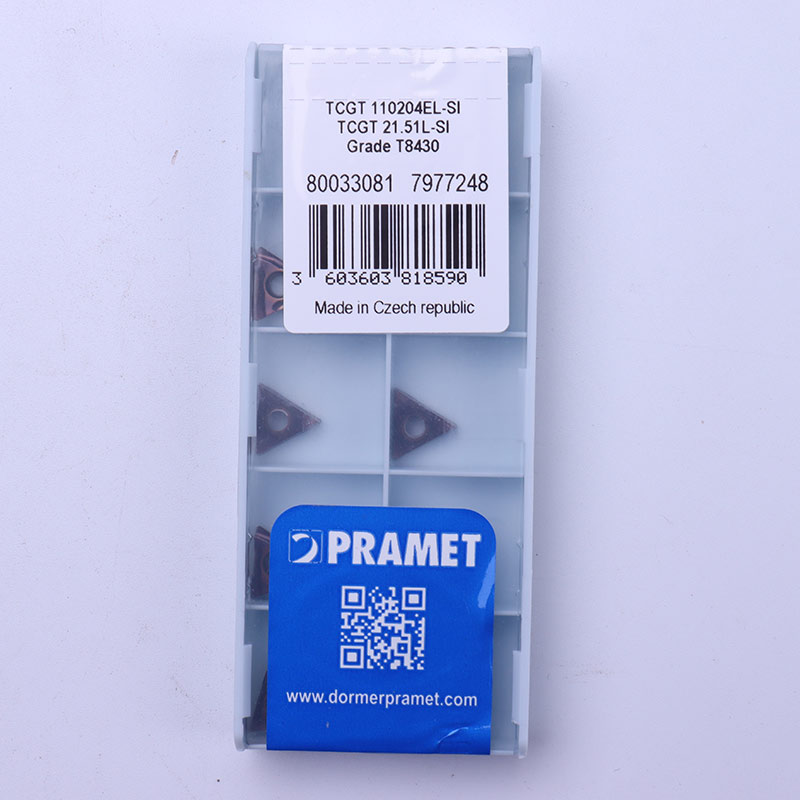 TCGT 110204EL-SI
TCGT 21.51L-SI
Grade T8430
80033081 7977248
3 603603 818590
Made in Czech republic
PRAMET
www.dormerpramet.com